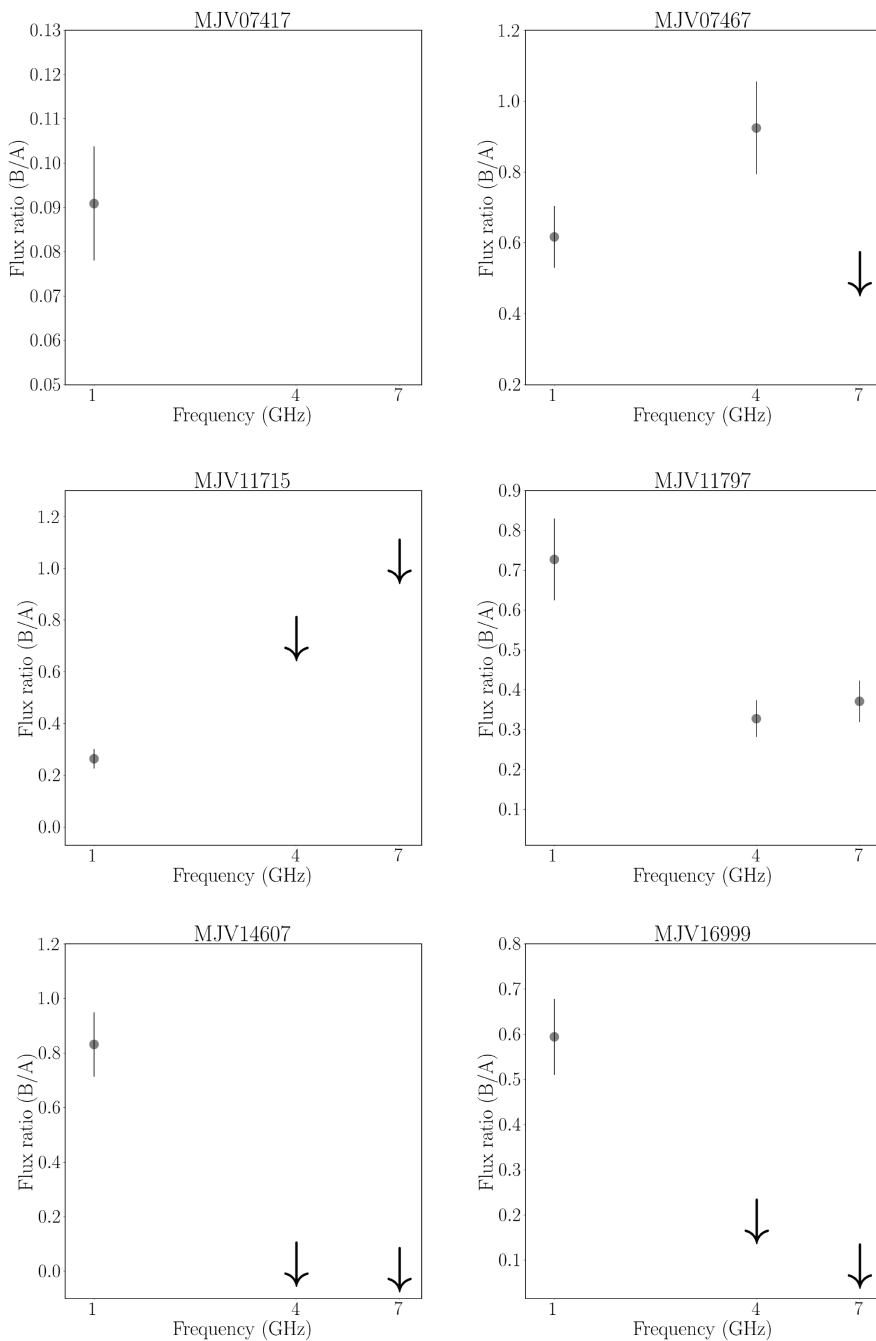 MJV07417
0.13
0.12
0.11
0.10
0.09
0.08
0.07
0.06
0.05
Flux ratio (B/A)
1 4 7
Frequency (GHz)
MJV07467
1.2
1.0
0.8
0.6
0.4
0.2
Flux ratio (B/A)
1 4 7
Frequency (GHz)
MJV11715
1.2
1.0
0.8
0.6
0.4
0.2
0.0
Flux ratio (B/A)
1 4 7
Frequency (GHz)
MJV11797
0.9
0.8
0.7
0.6
0.5
0.4
0.3
0.2
0.1
Flux ratio (B/A)
1 4 7
Frequency (GHz)
MJV14607
1.2
1.0
0.8
0.6
0.4
0.2
0.0
Flux ratio (B/A)
1 4 7
Frequency (GHz)
MJV16999
0.8
0.7
0.6
0.5
0.4
0.3
0.2
0.1
Flux ratio (B/A)
1 4 7
Frequency (GHz)